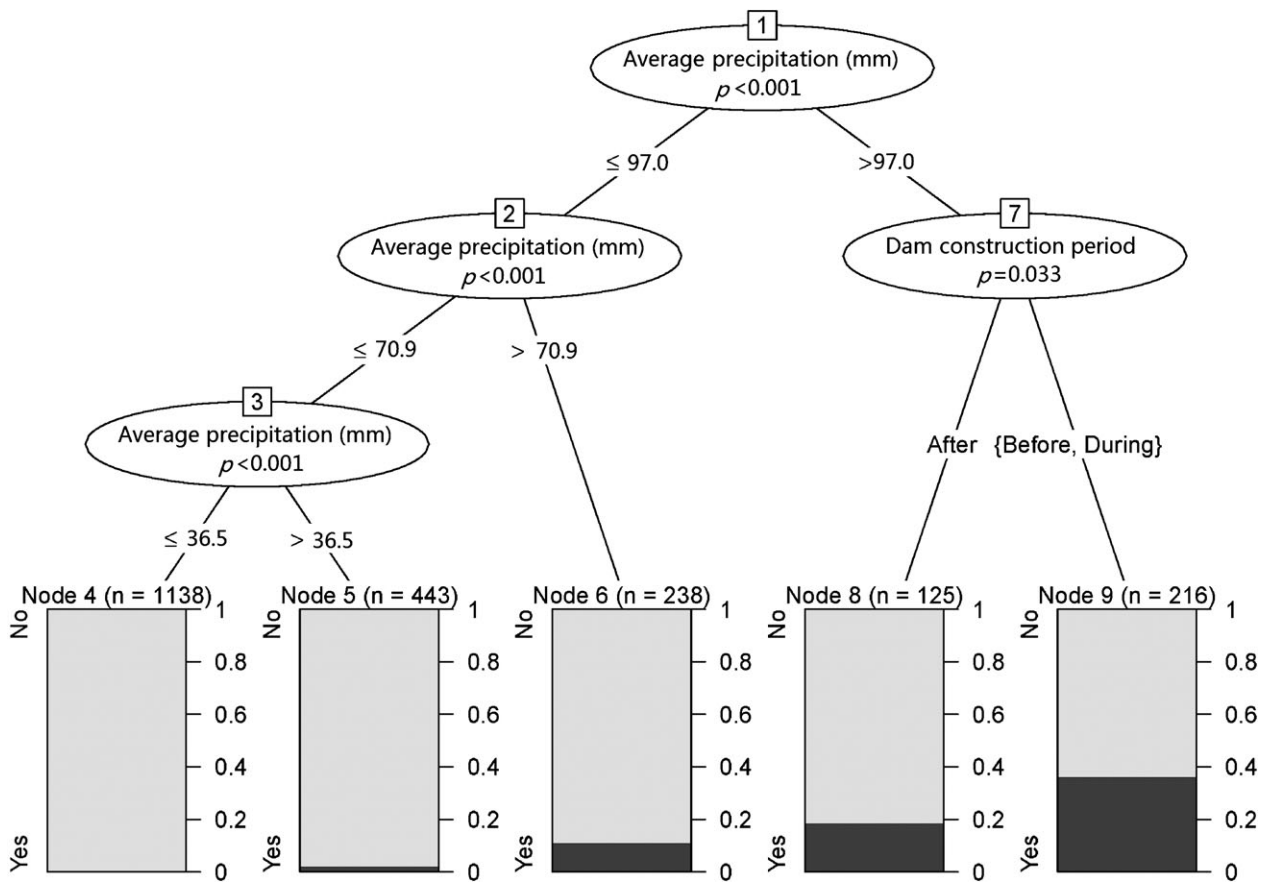 1
Average precipitation (mm)
p<0.001
≤ 97.0
>97.0
2
Average precipitation (mm)
p<0.001
7
Dam construction period
p=0.033
≤ 70.9
> 70.9
3
Average precipitation (mm)
p<0.001
After
{Before, During}
≤ 36.5
> 36.5
Node 4 (n = 1138)
No
Yes
1
0.8
0.6
0.4
0.2
0
Node 5 (n = 443)
No
Yes
1
0.8
0.6
0.4
0.2
0
Node 6 (n = 238)
No
Yes
1
0.8
0.6
0.4
0.2
0
Node 8 (n = 125)
No
Yes
1
0.8
0.6
0.4
0.2
0
Node 9 (n = 216)
No
Yes
1
0.8
0.6
0.4
0.2
0